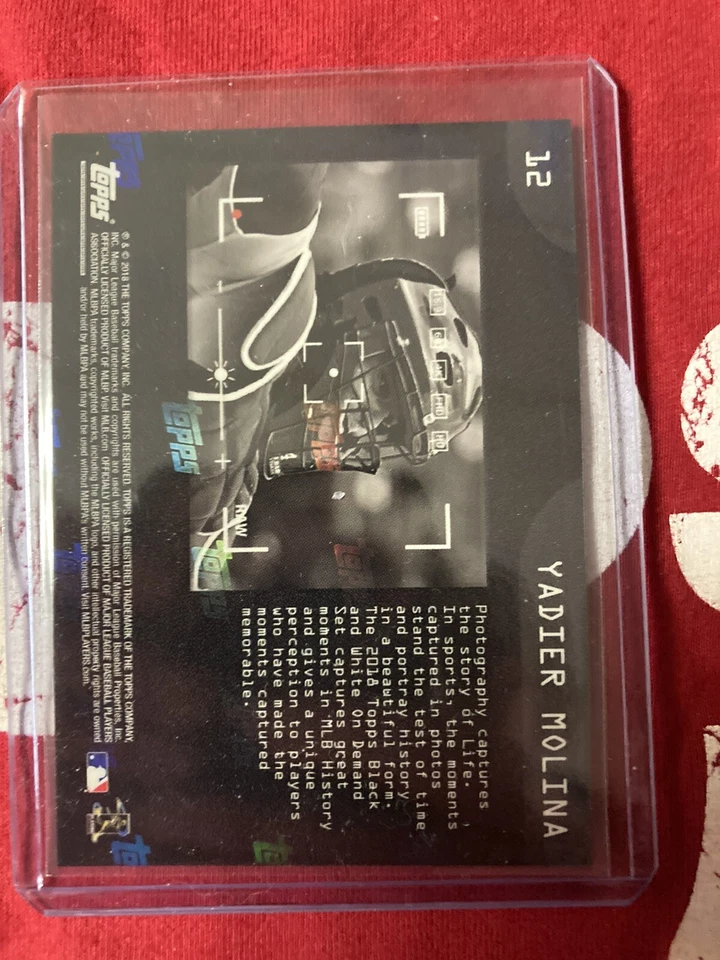 12
YADIER MOLINA
RAW
Photography captures
the story of Life.
In sports, the moments
captured in photos
stand the test of time
and portray history
in a beautiful form.
The 2018 Topps Black
and White On Demand
Set captures great
moments in MLB History
and gives a unique
perception to players
who have made the
moments captured
memorable.
topps
® & © 2018 THE TOPPS COMPANY, INC. ALL RIGHTS RESERVED. TOPPS IS A REGISTERED TRADEMARK OF THE TOPPS COMPANY,
INC. Major League Baseball trademarks and copyrights are used with permission of Major League Baseball Properties, Inc.
OFFICIALLY LICENSED PRODUCT OF MLBP. Visit MLB.com. OFFICIALLY LICENSED PRODUCT OF MAJOR LEAGUE BASEBALL PLAYERS
ASSOCIATION. MLBPA trademarks, copyrighted works, including the MLBPA logo, and other intellectual property rights are owned
and/or held by MLBPA and may not be used without MLBPA's written consent. Visit MLBPLAYERS.com.
topps
topps